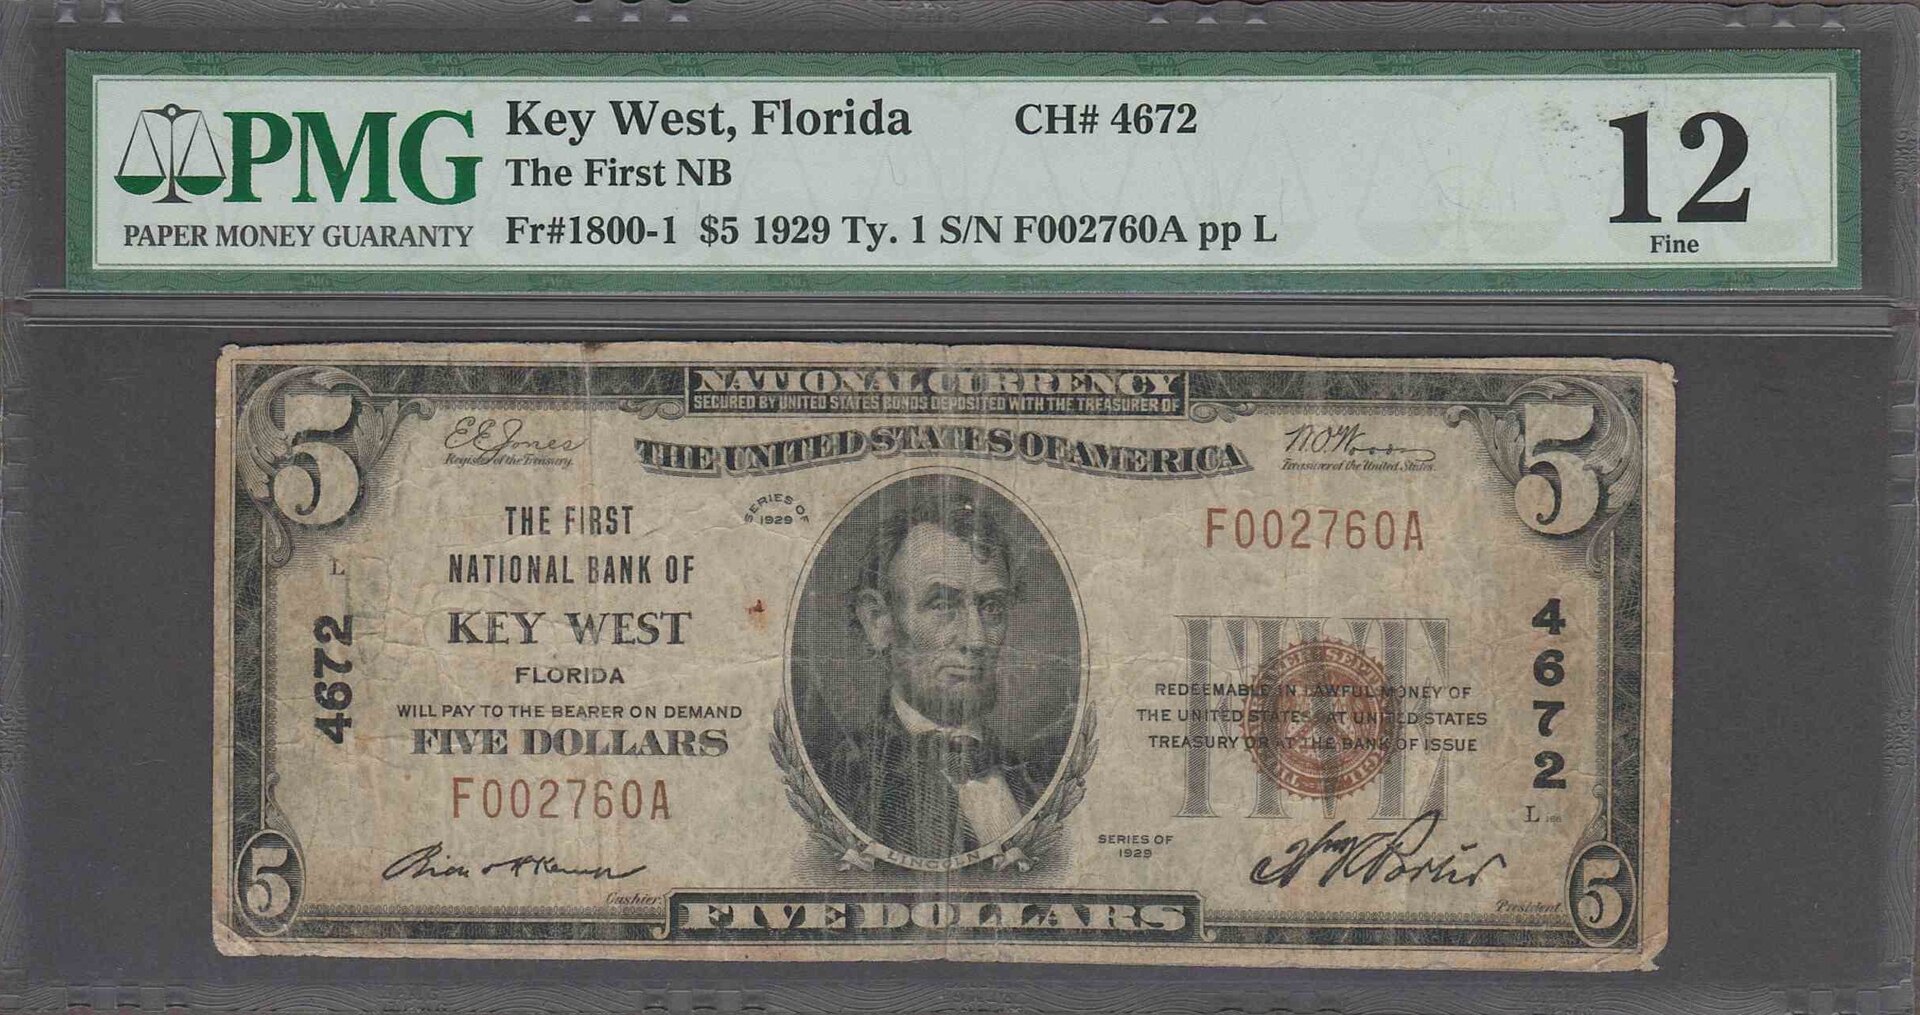 PMG
PAPER MONEY GUARANTY
Key West, Florida CH# 4672
The First NB
Fr#1800-1 $5 1929 Ty. 1 S/N F002760A pp L
12
Fine
NATIONAL CURRENCY
SECURED BY UNITED STATES BONDS DEPOSITED WITH THE TREASURER OF
THE UNITED STATES OF AMERICA
5
5
E E Jones
Register of the Treasury.
W.O. Woods
Treasurer of the United States.
SERIES OF
1929
THE FIRST
NATIONAL BANK OF
KEY WEST
FLORIDA
WILL PAY TO THE BEARER ON DEMAND
FIVE DOLLARS
F002760A
L
4672
F002760A
4672
FIVE
REDEEMABLE IN LAWFUL MONEY OF
THE UNITED STATES AT UNITED STATES
TREASURY OR AT THE BANK OF ISSUE
L
SERIES OF
1929
LINCOLN
Cashier.
Wm R Porter
President
5
FIVE DOLLARS
5